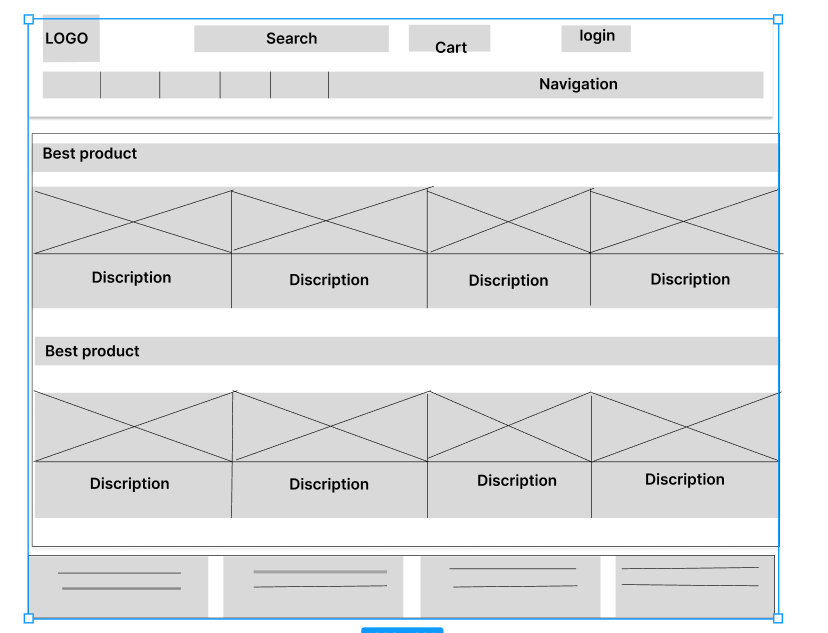 LOGO
Search
Cart
login
Navigation
Best product
Discription
Discription
Discription
Discription
Best product
Discription
Discription
Discription
Discription